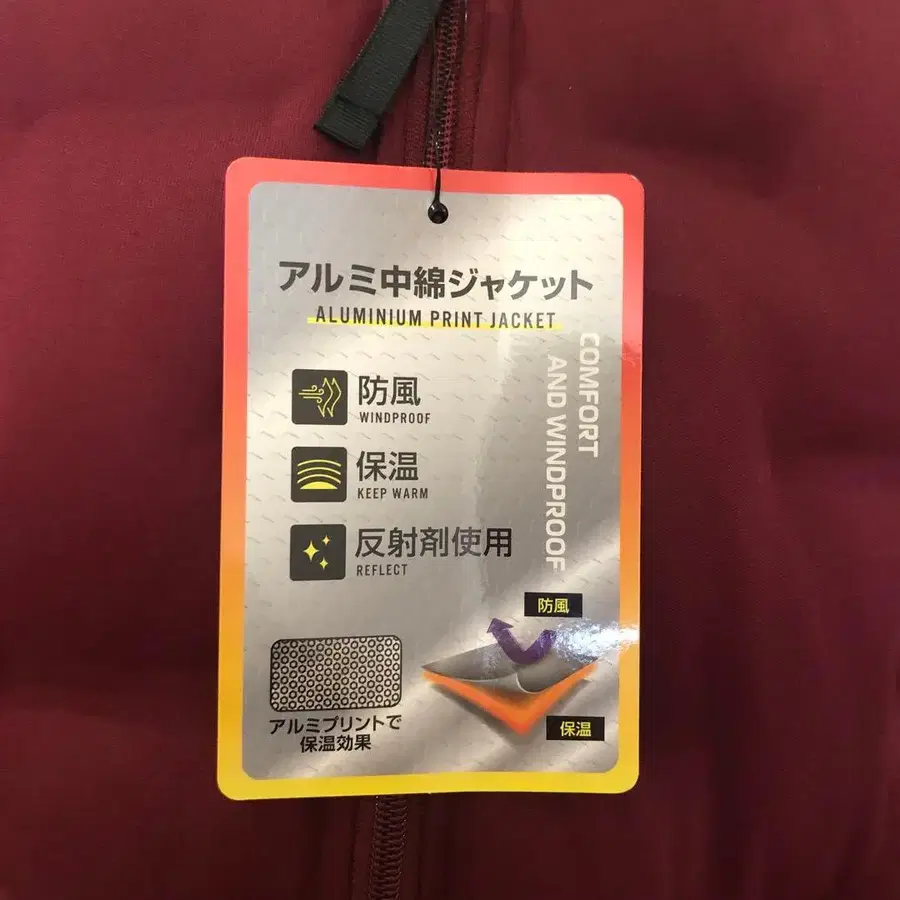 アルミ中綿ジャケット
ALUMINIUM PRINT JACKET
COMFORT
AND WINDPROOF
防風
WINDPROOF
保温
KEEP WARM
反射剤使用
REFLECT
防風
保温
アルミプリントで
保温効果